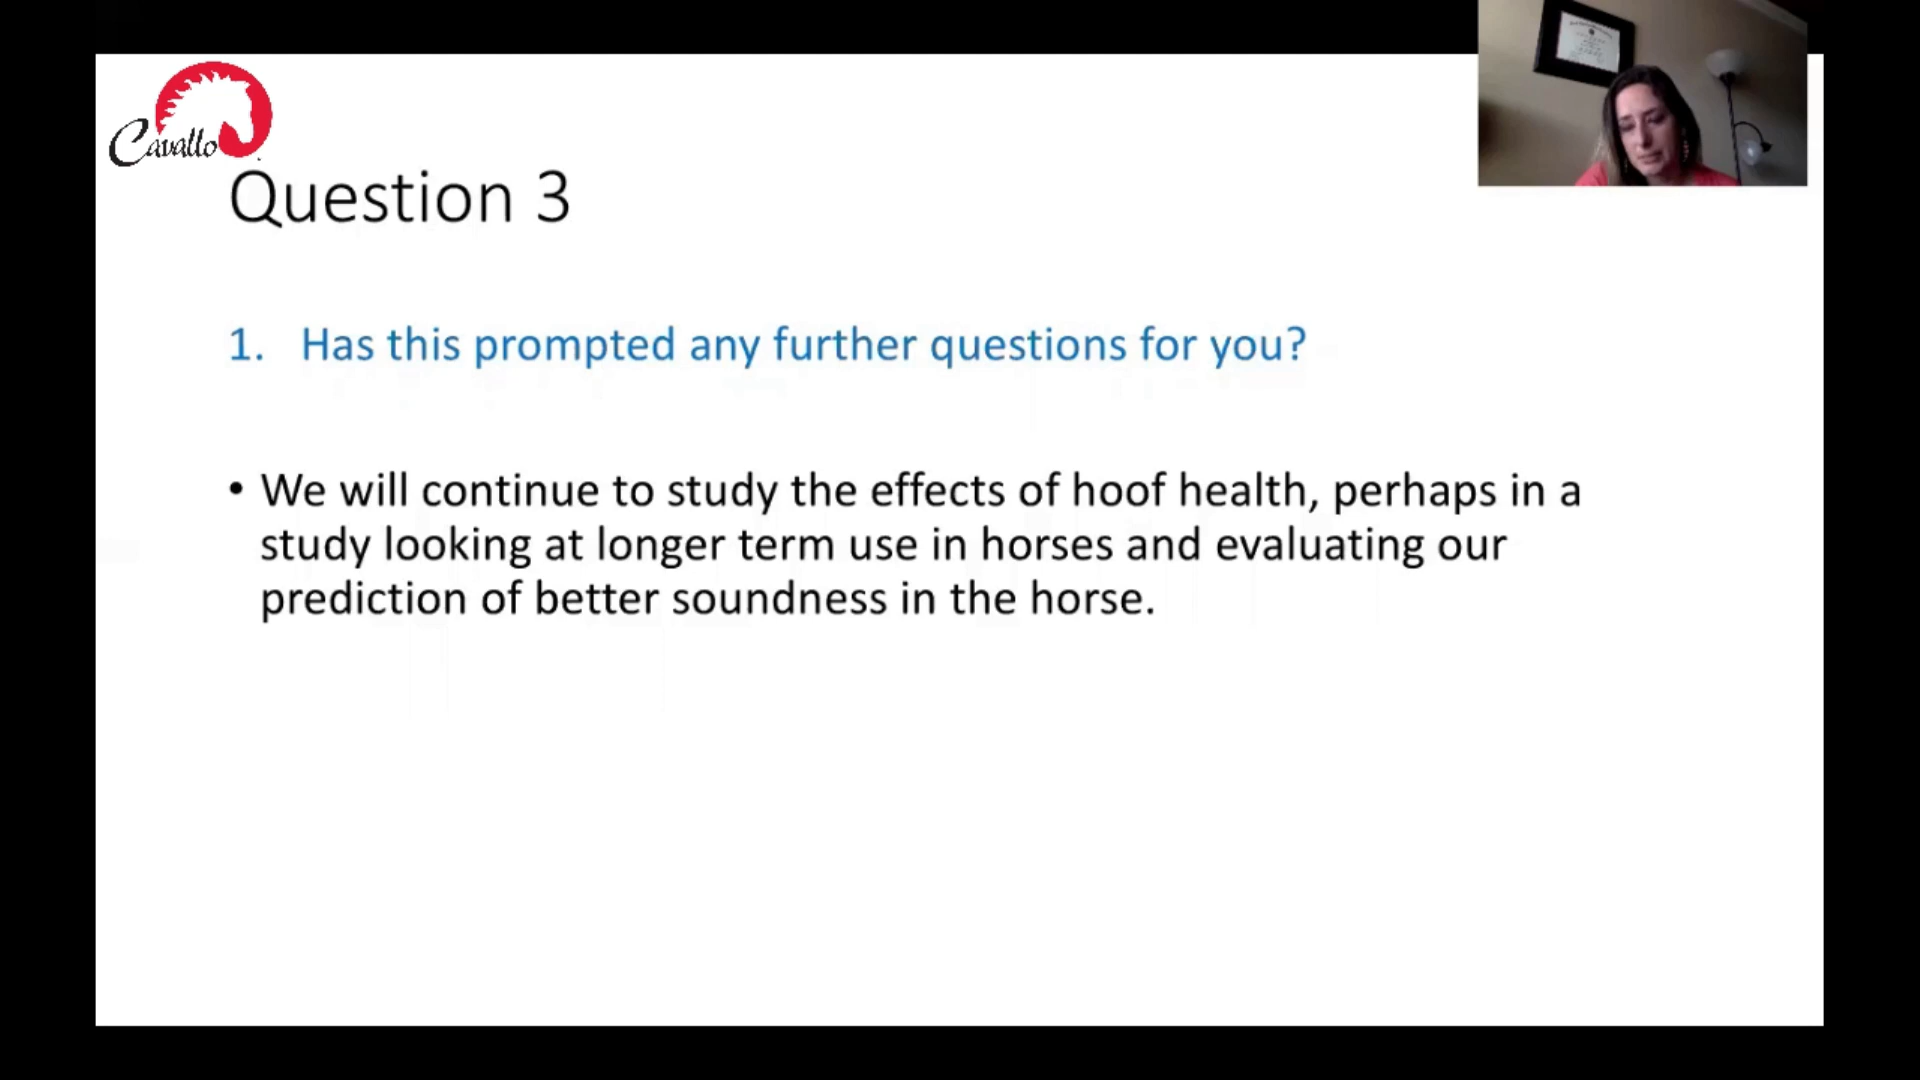 Cavallo
Question 3
1. Has this prompted any further questions for you?
• We will continue to study the effects of hoof health, perhaps in a
study looking at longer term use in horses and evaluating our
prediction of better soundness in the horse.